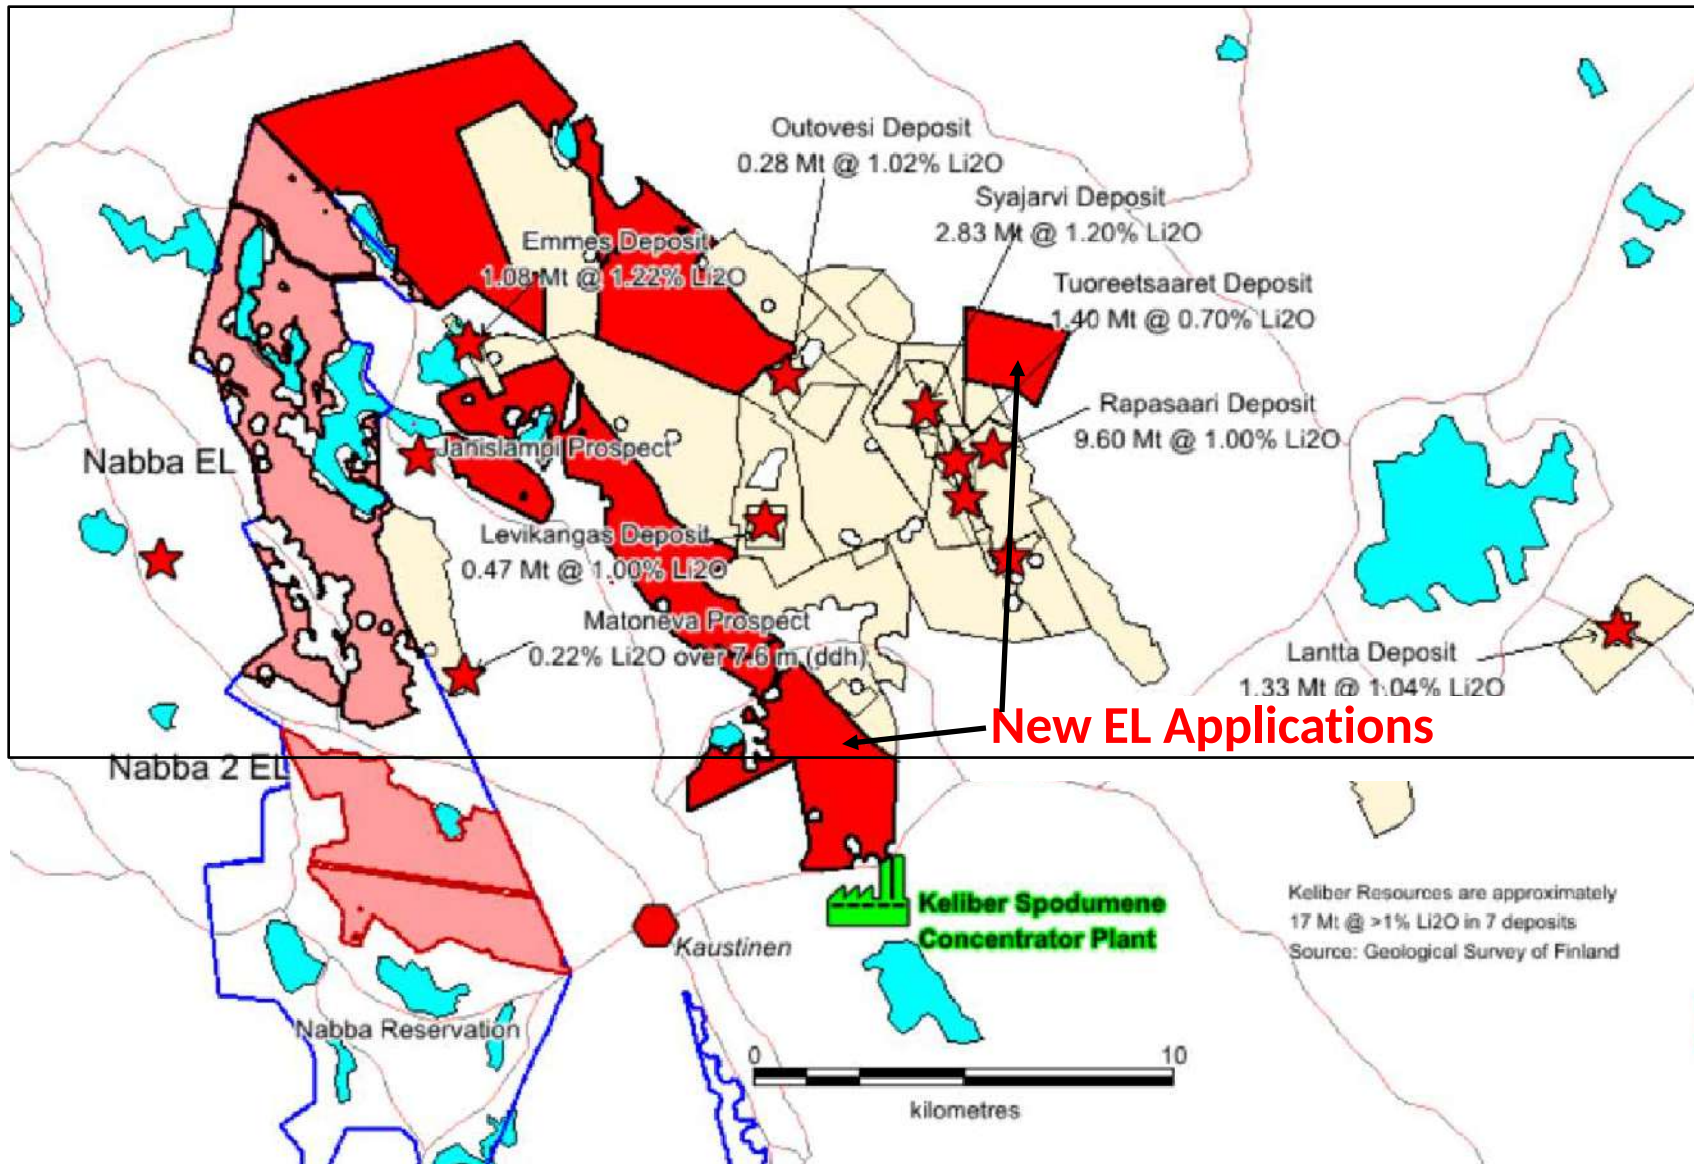 Outovesi Deposit
0.28 Mt @ 1.02% Li2O
Syajarvi Deposit
2.83 Mt @ 1.20% Li2O
Emmes Deposit
1.08 Mt @ 1.22% Li2O
Tuoreetsaaret Deposit
1.40 Mt @ 0.70% Li2O
Rapasaari Deposit
9.60 Mt @ 1.00% Li2O
Nabba EL
Janislampi Prospect
Levikangas Deposit
0.47 Mt @ 1.00% Li2O
Matoneva Prospect
0.22% Li2O over 7.6 m (ddh)
Lantta Deposit
1.33 Mt @ 1.04% Li2O
New EL Applications
Nabba 2 EL
Keliber Spodumene
Concentrator Plant
Kaustinen
Keliber Resources are approximately
17 Mt @ >1% Li2O in 7 deposits
Source: Geological Survey of Finland
Nabba Reservation
0 10
kilometres